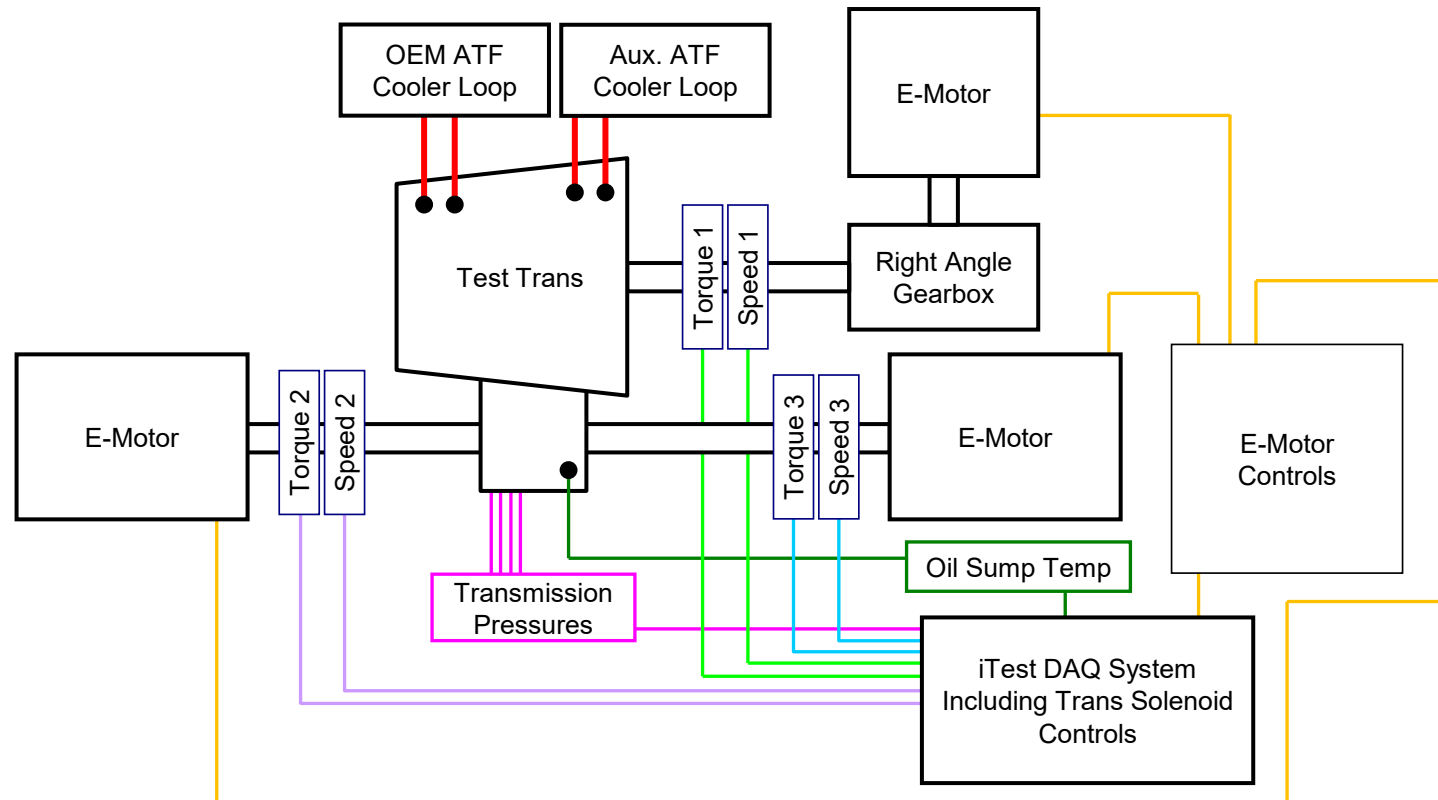 OEM ATF
Cooler Loop
Aux. ATF
Cooler Loop
E-Motor
Test Trans
Torque 1
Speed 1
Right Angle
Gearbox
E-Motor
Torque 2
Speed 2
Torque 3
Speed 3
E-Motor
E-Motor
Controls
Transmission
Pressures
Oil Sump Temp
iTest DAQ System
Including Trans Solenoid
Controls